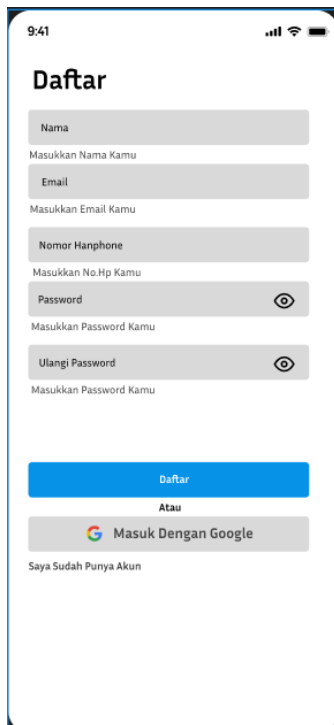 9:41
Daftar
Nama
Masukkan Nama Kamu
Email
Masukkan Email Kamu
Nomor Hanphone
Masukkan No.Hp Kamu
Password
Masukkan Password Kamu
Ulangi Password
Masukkan Password Kamu
Daftar
Atau
Masuk Dengan Google
Saya Sudah Punya Akun